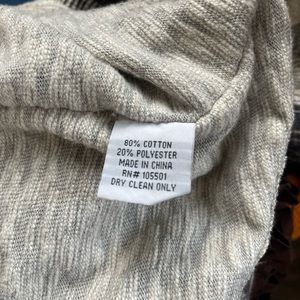 80% COTTON
20% POLYESTER
MADE IN CHINA
RN# 105501
DRY CLEAN ONLY